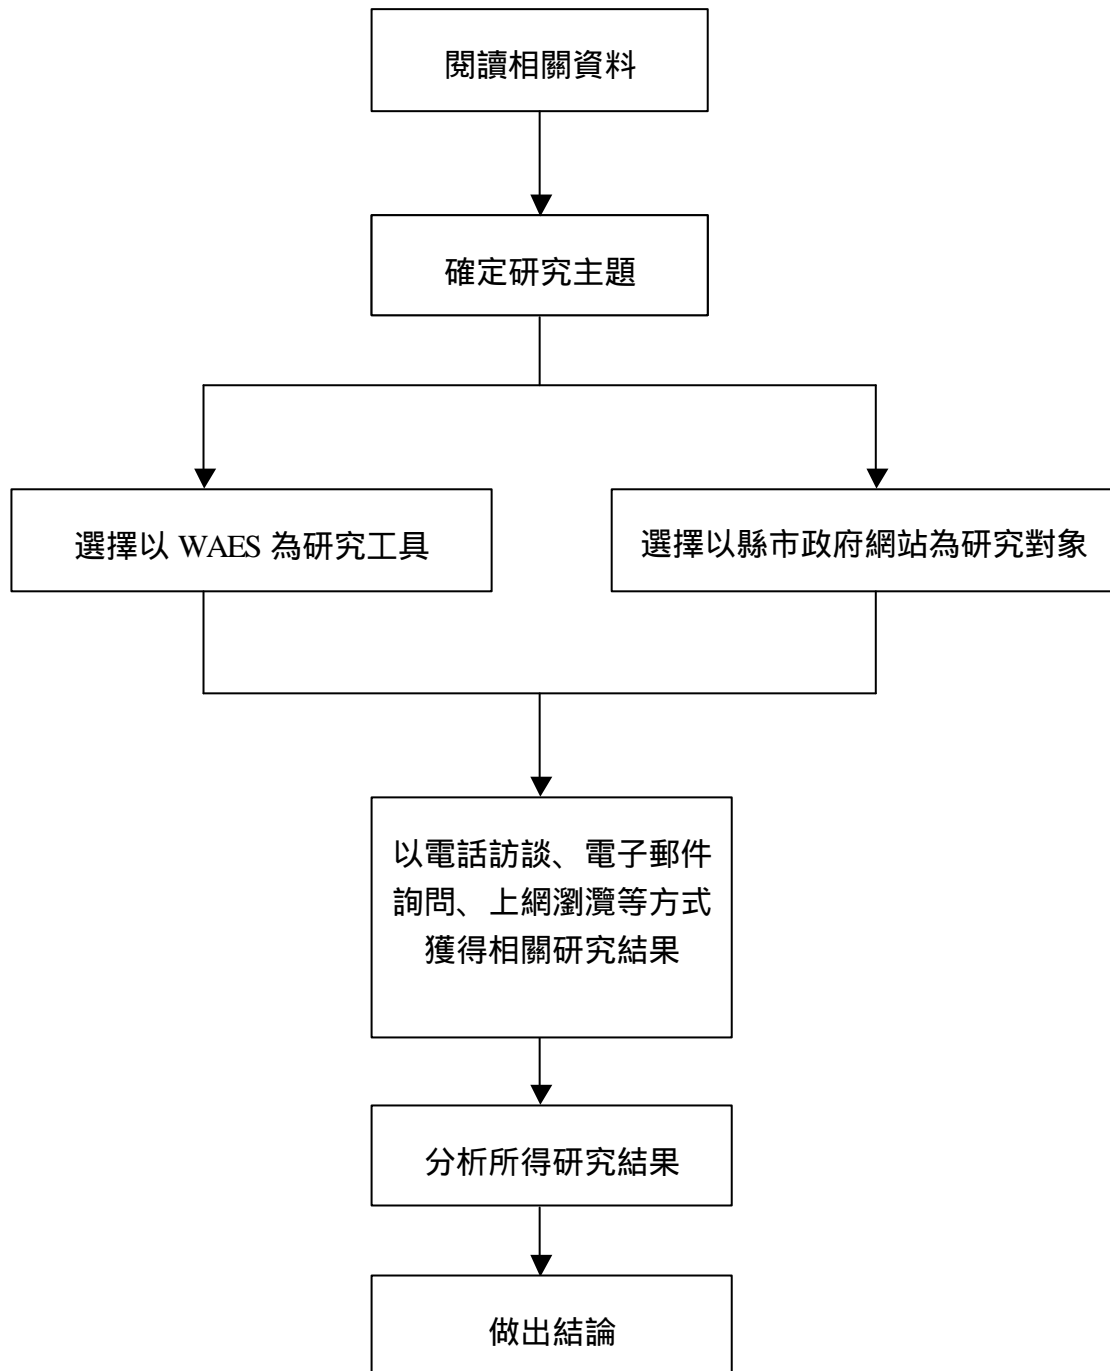 閱讀相關資料
確定研究主題
選擇以 WAES 為研究工具
選擇以縣市政府網站為研究對象
以電話訪談、電子郵件
詢問、上網瀏灠等方式
獲得相關研究結果
分析所得研究結果
做出結論